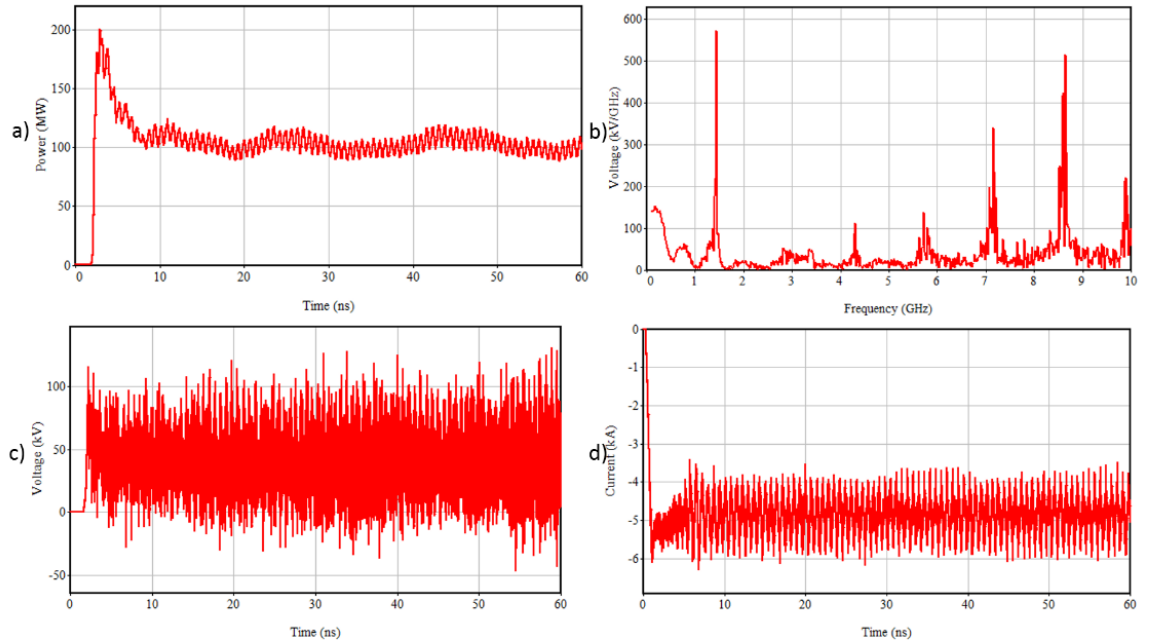 a)
Power (MW)
200
150
100
50
0
0 10 20 30 40 50 60
Time (ns)
b)
Voltage (kV/GHz)
600
500
400
300
200
100
0
0 1 2 3 4 5 6 7 8 9 10
Frequency (GHz)
c)
Voltage (kV)
100
50
0
-50
0 10 20 30 40 50 60
Time (ns)
d)
Current (kA)
0
-1
-2
-3
-4
-5
-6
0 10 20 30 40 50 60
Time (ns)